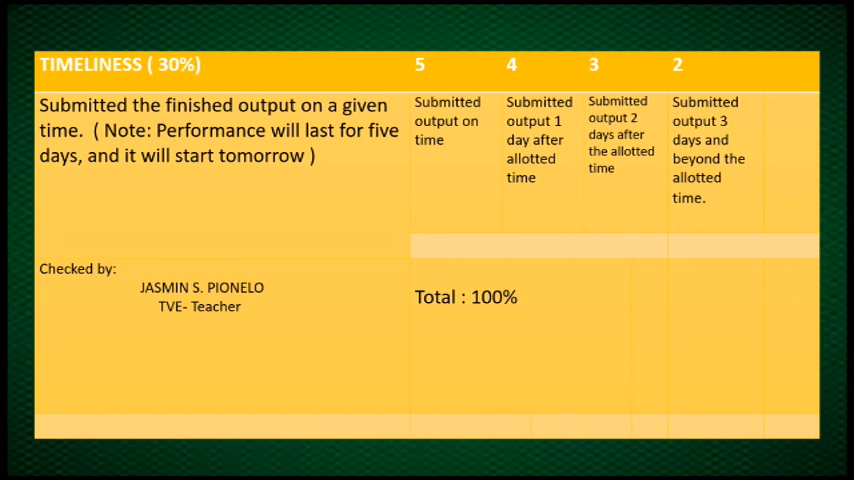 TIMELINESS ( 30%) 5 4 3 2
Submitted the finished output on a given
time. ( Note: Performance will last for five
days, and it will start tomorrow )
Submitted
output on
time
Submitted
output 1
day after
allotted
time
Submitted
output 2
days after
the allotted
time
Submitted
output 3
days and
beyond the
allotted
time.
Checked by:
JASMIN S. PIONELO
TVE- Teacher
Total : 100%